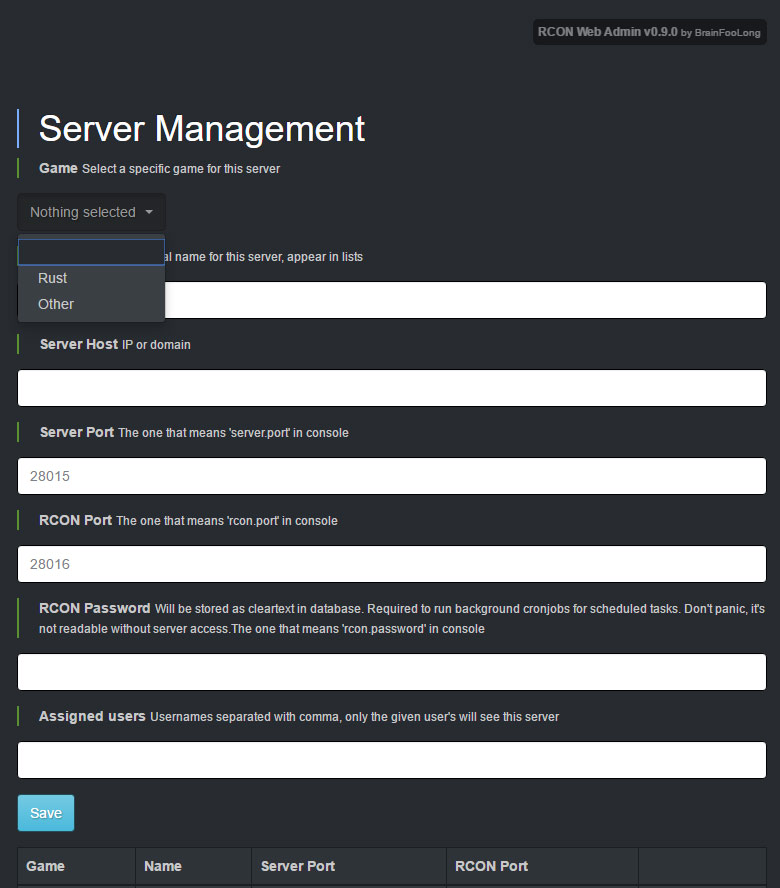 RCON Web Admin v0.9.0 by BrainFooLong
Server Management
Game Select a specific game for this server
Nothing selected
name for this server, appear in lists
Rust
Other
Server Host IP or domain
Server Port The one that means 'server.port' in console
28015
RCON Port The one that means 'rcon.port' in console
28016
RCON Password Will be stored as cleartext in database. Required to run background cronjobs for scheduled tasks. Don't panic, it's
not readable without server access.The one that means 'rcon.password' in console
Assigned users Usernames separated with comma, only the given user's will see this server
Save
Game Name Server Port RCON Port